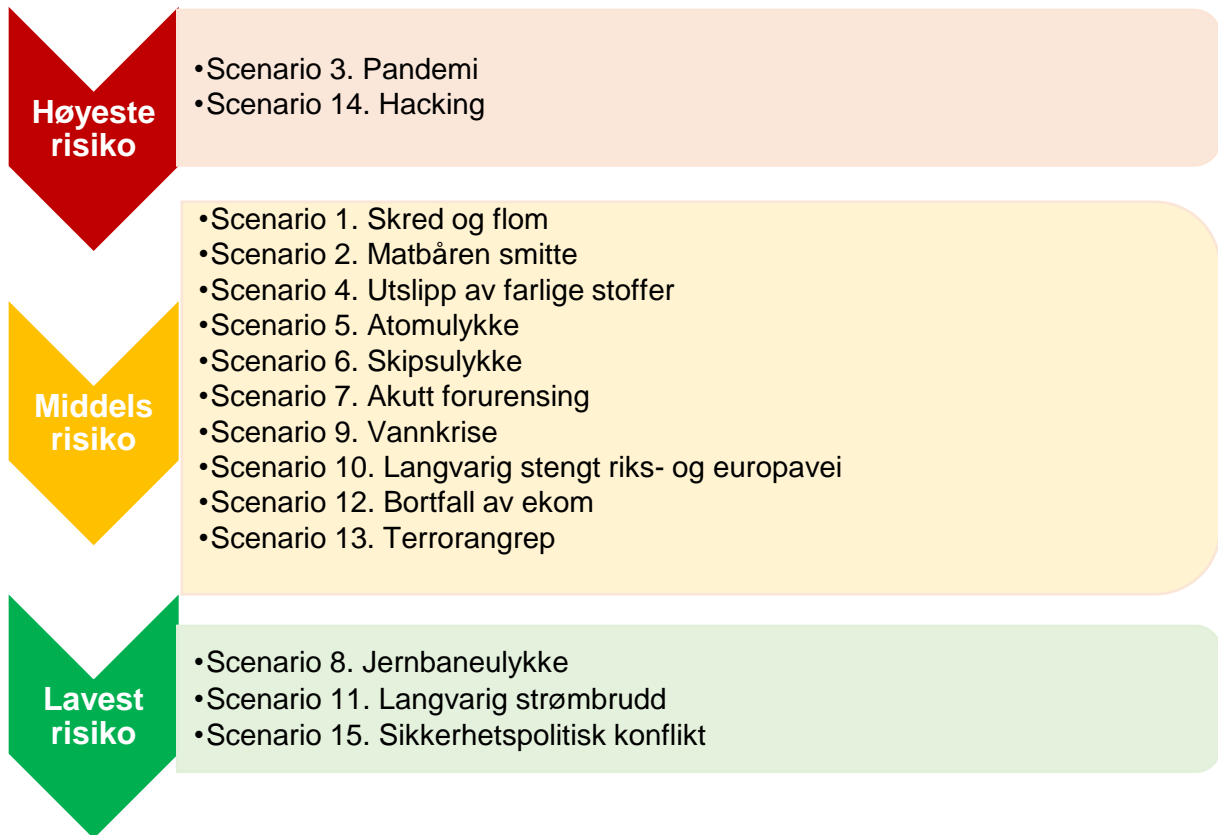 Høyeste
risiko
•Scenario 3. Pandemi
•Scenario 14. Hacking
Middels
risiko
•Scenario 1. Skred og flom
•Scenario 2. Matbåren smitte
•Scenario 4. Utslipp av farlige stoffer
•Scenario 5. Atomulykke
•Scenario 6. Skipsulykke
•Scenario 7. Akutt forurensing
•Scenario 9. Vannkrise
•Scenario 10. Langvarig stengt riks- og europavei
•Scenario 12. Bortfall av ekom
•Scenario 13. Terrorangrep
Lavest
risiko
•Scenario 8. Jernbaneulykke
•Scenario 11. Langvarig strømbrudd
•Scenario 15. Sikkerhetspolitisk konflikt